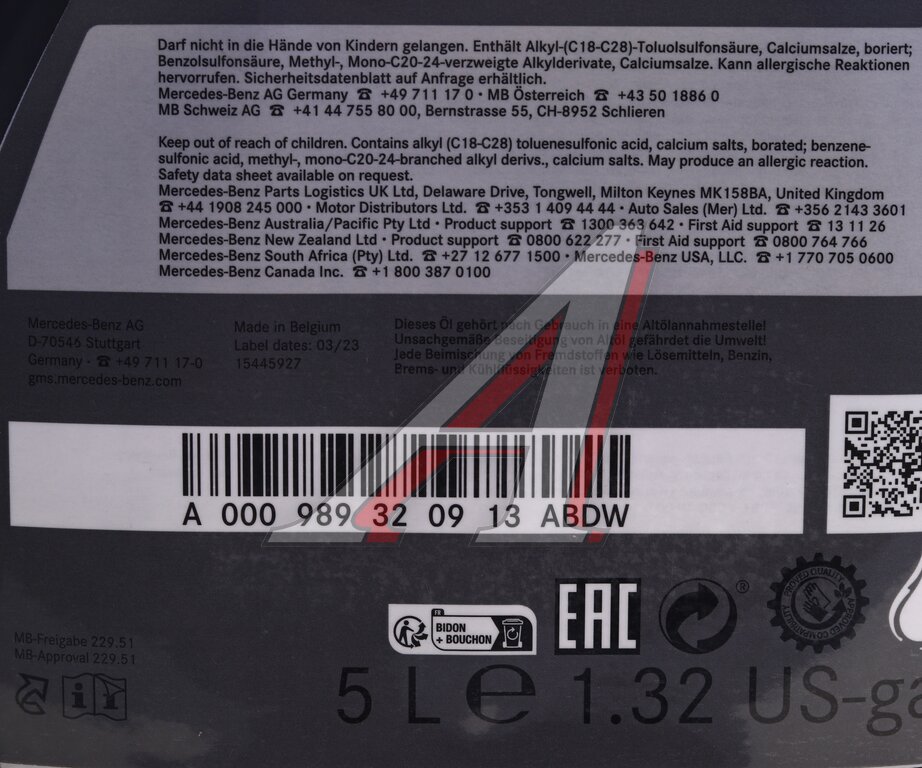 Darf nicht in die Hände von Kindern gelangen. Enthält Alkyl-(C18-C28)-Toluolsulfonsäure, Calciumsalze, boriert;
Benzolsulfonsäure, Methyl-, Mono-C20-24-verzweigte Alkylderivate, Calciumsalze. Kann allergische Reaktionen
hervorrufen. Sicherheitsdatenblatt auf Anfrage erhältlich.
Mercedes-Benz AG Germany ☎ +49 711 17 0 • MB Österreich ☎ +43 50 1886 0
MB Schweiz AG ☎ +41 44 755 80 00, Bernstrasse 55, CH-8952 Schlieren
Keep out of reach of children. Contains alkyl (C18-C28) toluenesulfonic acid, calcium salts, borated; benzene-
sulfonic acid, methyl-, mono-C20-24-branched alkyl derivs., calcium salts. May produce an allergic reaction.
Safety data sheet available on request.
Mercedes-Benz Parts Logistics UK Ltd, Delaware Drive, Tongwell, Milton Keynes MK158BA, United Kingdom
☎ +44 1908 245 000 • Motor Distributors Ltd. ☎ +353 1 409 44 44 • Auto Sales (Mer) Ltd. ☎ +356 2143 3601
Mercedes-Benz Australia/Pacific Pty Ltd • Product support ☎ 1300 363 642 • First Aid support ☎ 13 11 26
Mercedes-Benz New Zealand Ltd • Product support ☎ 0800 622 277 • First Aid support ☎ 0800 764 766
Mercedes-Benz South Africa (Pty) Ltd. ☎ +27 12 677 1500 • Mercedes-Benz USA, LLC. ☎ +1 770 705 0600
Mercedes-Benz Canada Inc. ☎ +1 800 387 0100
Mercedes-Benz AG
D-70546 Stuttgart
Germany • ☎ +49 711 17-0
gms.mercedes-benz.com
Made in Belgium
Label dates: 03/23
15445927
Dieses Öl gehört nach Gebrauch in eine Altölannahmestelle!
Unsachgemäße Beseitigung von Altöl gefährdet die Umwelt!
Jede Beimischung von Fremdstoffen wie Lösemitteln, Benzin,
Brems- und Kühlflüssigkeiten ist verboten.
A 000 989 32 09 13 ABDW
FR
BIDON
+ BOUCHON
EAC
®
PROVED QUALITY
APPROVED COMPATIBILITY
MB-Freigabe 229.51
MB-Approval 229.51
5 L ℮ 1.32 US-ga